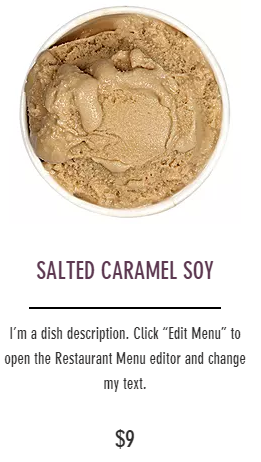 SALTED CARAMEL SOY
I'm a dish description. Click “Edit Menu” to
open the Restaurant Menu editor and change
my text.
$9